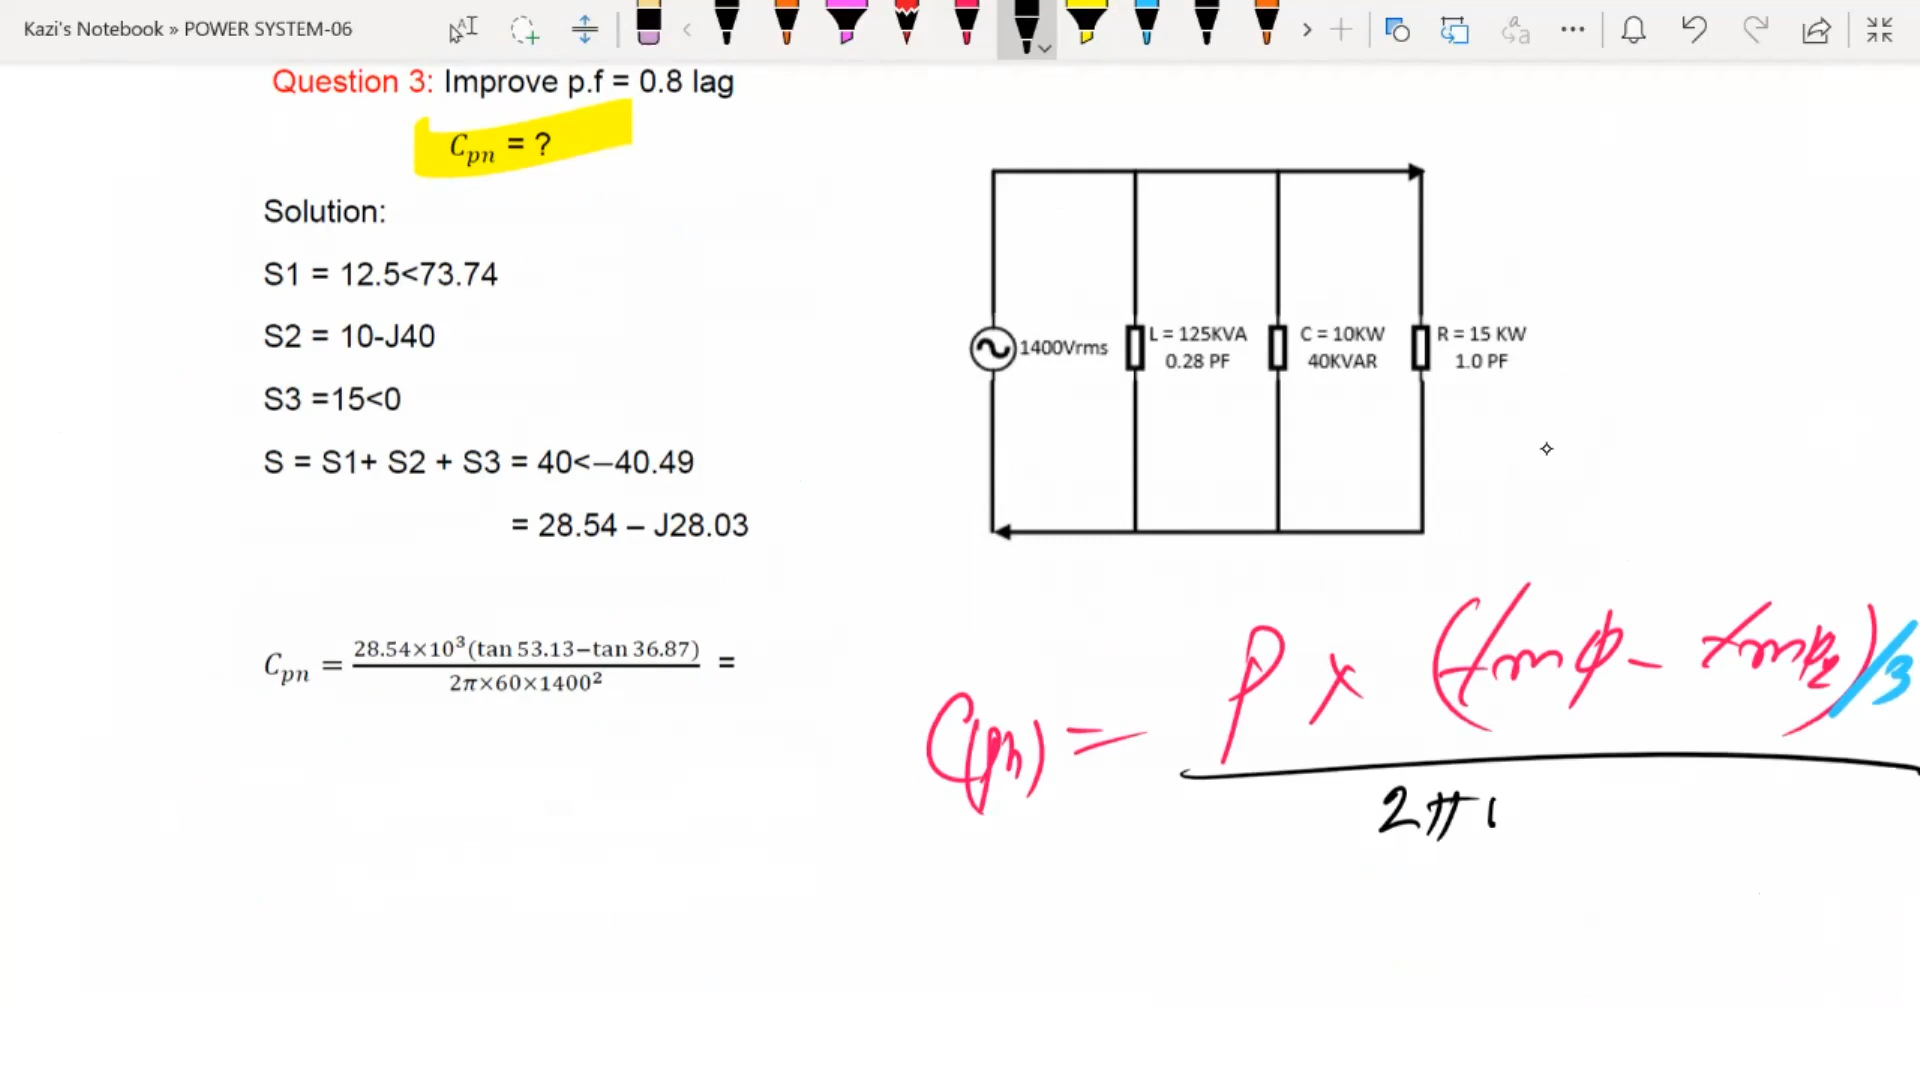 Kazi's Notebook » POWER SYSTEM-06
Question 3: Improve p.f = 0.8 lag
Cpn = ?
Solution:
S1 = 12.5<73.74
S2 = 10-J40
S3 =15<0
S = S1+ S2 + S3 = 40<–40.49
= 28.54 – J28.03
Cpn = 28.54×10³(tan 53.13−tan 36.87) / 2π×60×1400² =
1400Vrms
L = 125KVA
0.28 PF
C = 10KW
40KVAR
R = 15 KW
1.0 PF
C(ph) = P × (tan φ - tan φ2)/3
2π